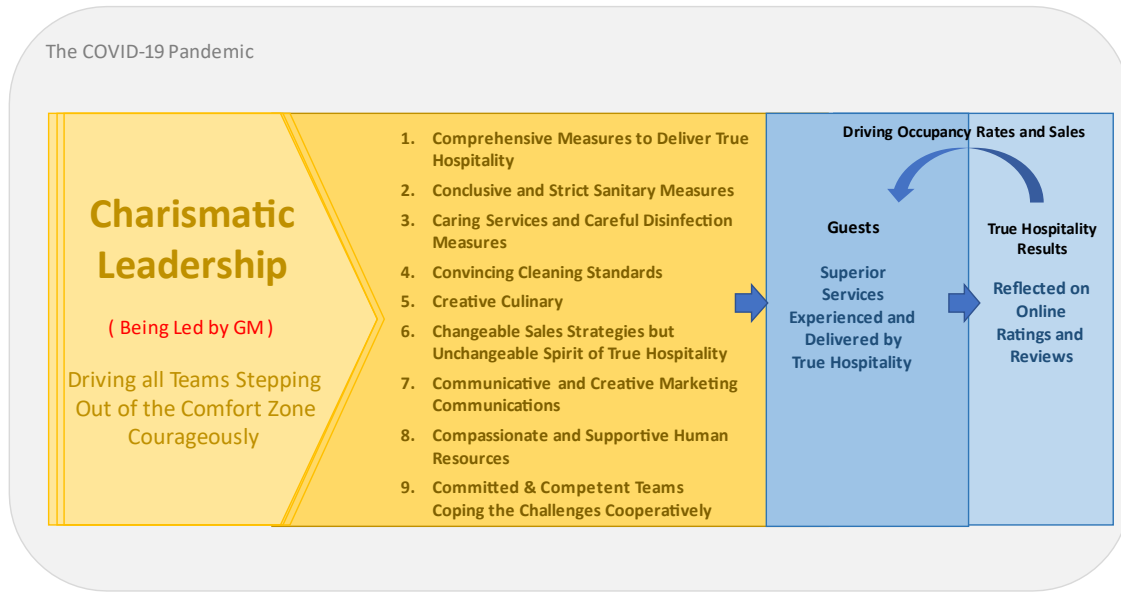 The COVID-19 Pandemic
Charismatic
Leadership
( Being Led by GM )
Driving all Teams Stepping
Out of the Comfort Zone
Courageously
1. Comprehensive Measures to Deliver True
Hospitality
2. Conclusive and Strict Sanitary Measures
3. Caring Services and Careful Disinfection
Measures
4. Convincing Cleaning Standards
5. Creative Culinary
6. Changeable Sales Strategies but
Unchangeable Spirit of True Hospitality
7. Communicative and Creative Marketing
Communications
8. Compassionate and Supportive Human
Resources
9. Committed & Competent Teams
Coping the Challenges Cooperatively
Driving Occupancy Rates and Sales
Guests
Superior
Services
Experienced and
Delivered by
True Hospitality
True Hospitality
Results
Reflected on
Online
Ratings and
Reviews